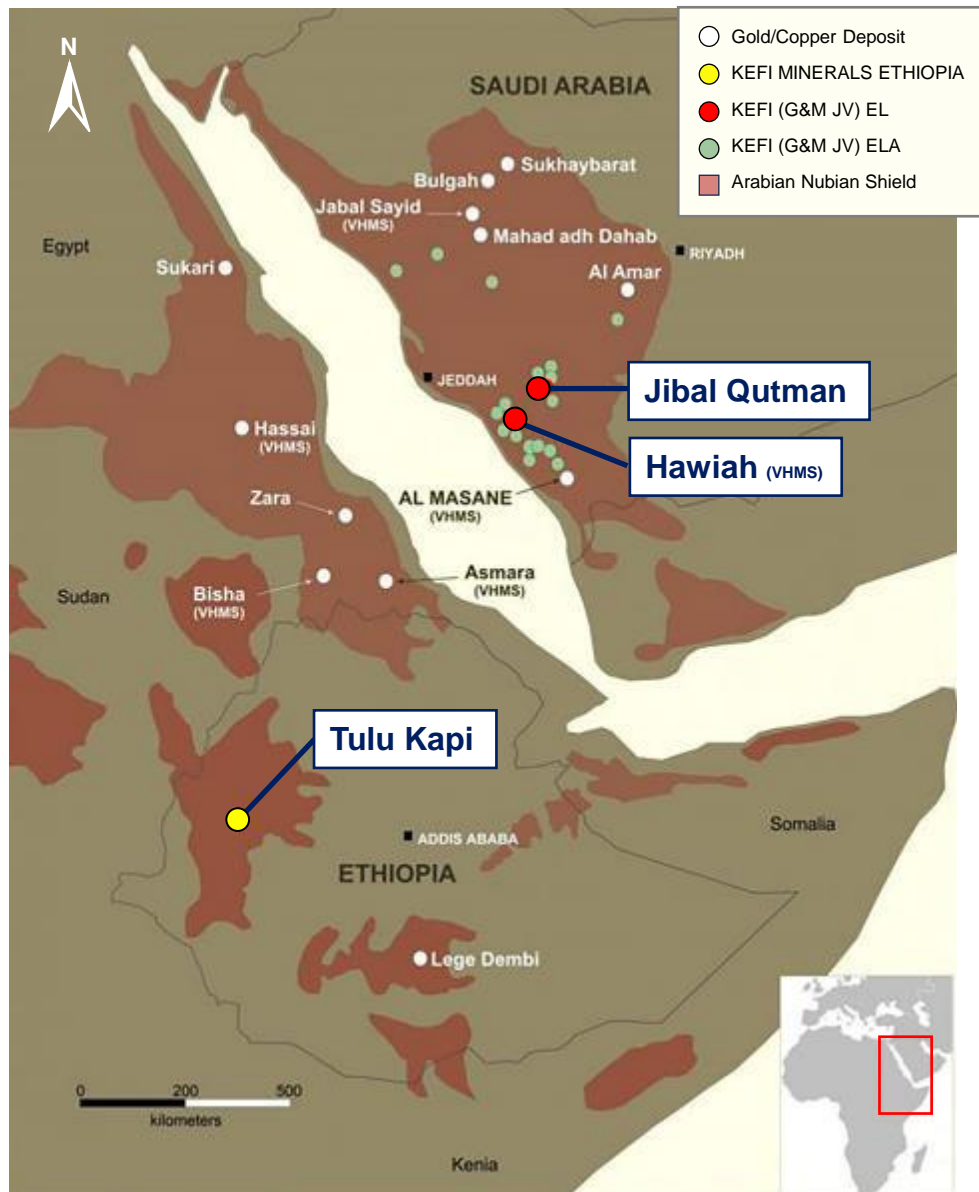 N
Gold/Copper Deposit
KEFI MINERALS ETHIOPIA
KEFI (G&M JV) EL
KEFI (G&M JV) ELA
Arabian Nubian Shield
SAUDI ARABIA
Sukhaybarat
Bulgah
Jabal Sayid
(VHMS)
Mahad adh Dahab
Egypt
RIYADH
Sukari
Al Amar
JEDDAH
Jibal Qutman
Hassai
(VHMS)
Hawiah (VHMS)
Zara
AL MASANE
(VHMS)
Asmara
(VHMS)
Bisha
(VHMS)
Sudan
Tulu Kapi
Somalia
ADDIS ABABA
ETHIOPIA
Lege Dembi
0 200 500
kilometers
Kenia